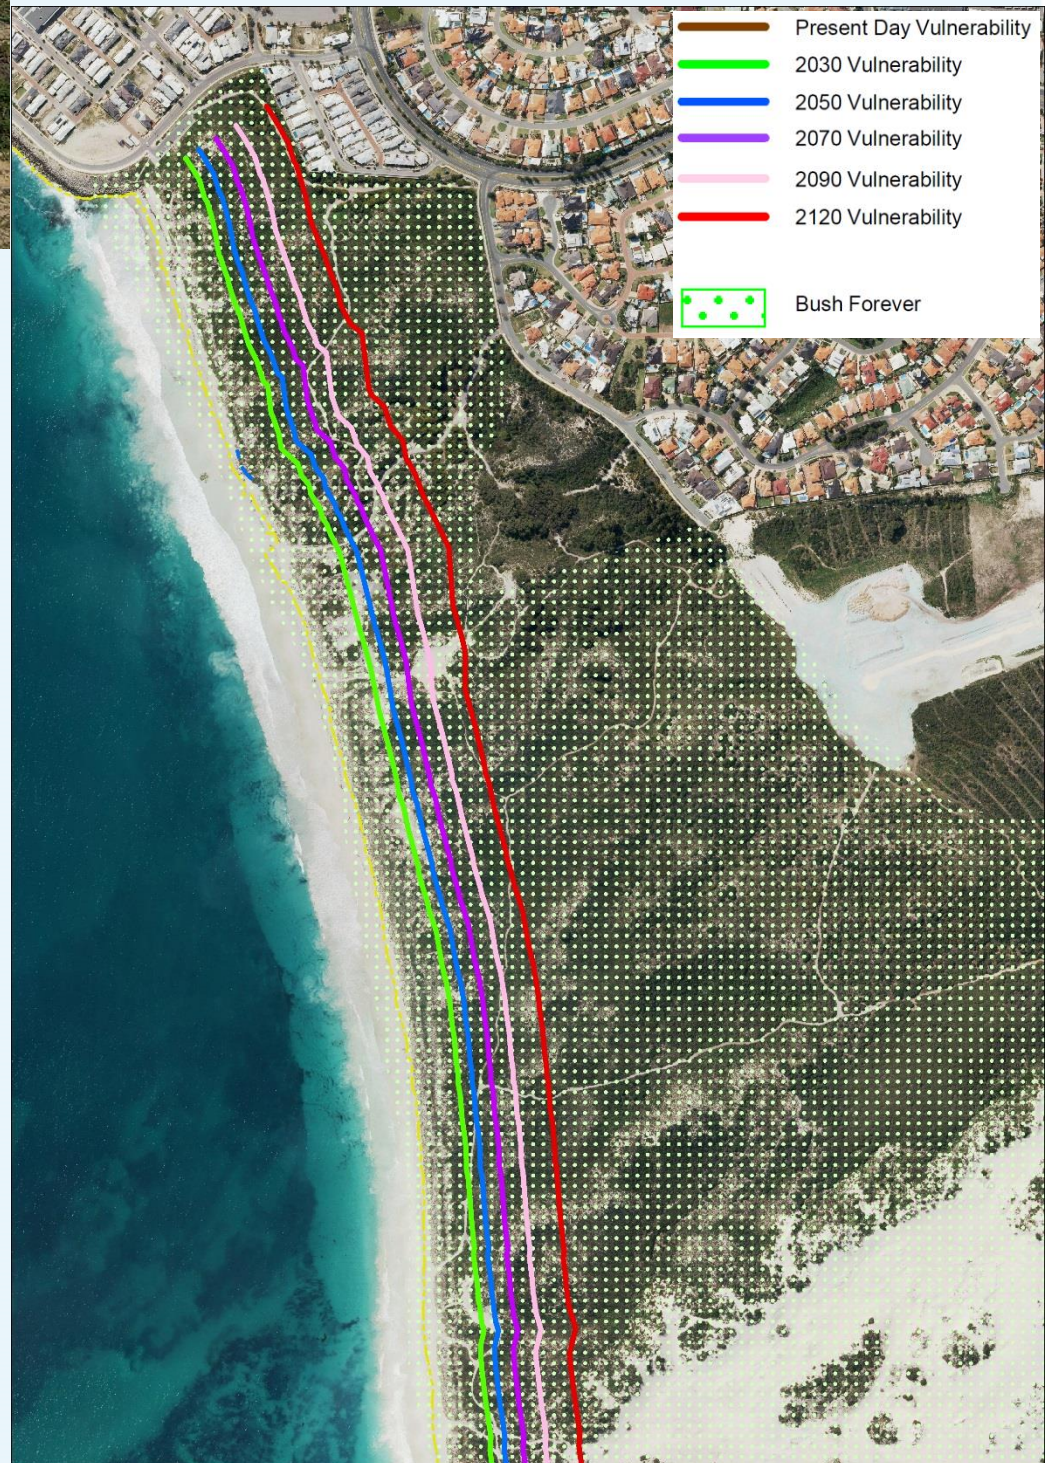 Present Day Vulnerability
2030 Vulnerability
2050 Vulnerability
2070 Vulnerability
2090 Vulnerability
2120 Vulnerability
Bush Forever